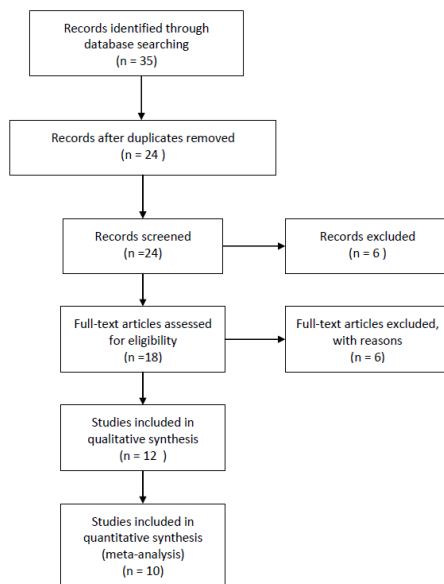 Records identified through
database searching
(n = 35)
Records after duplicates removed
(n = 24 )
Records screened
(n =24)
Records excluded
(n = 6 )
Full-text articles assessed
for eligibility
(n =18)
Full-text articles excluded,
with reasons
(n = 6)
Studies included in
qualitative synthesis
(n = 12 )
Studies included in
quantitative synthesis
(meta-analysis)
(n = 10)